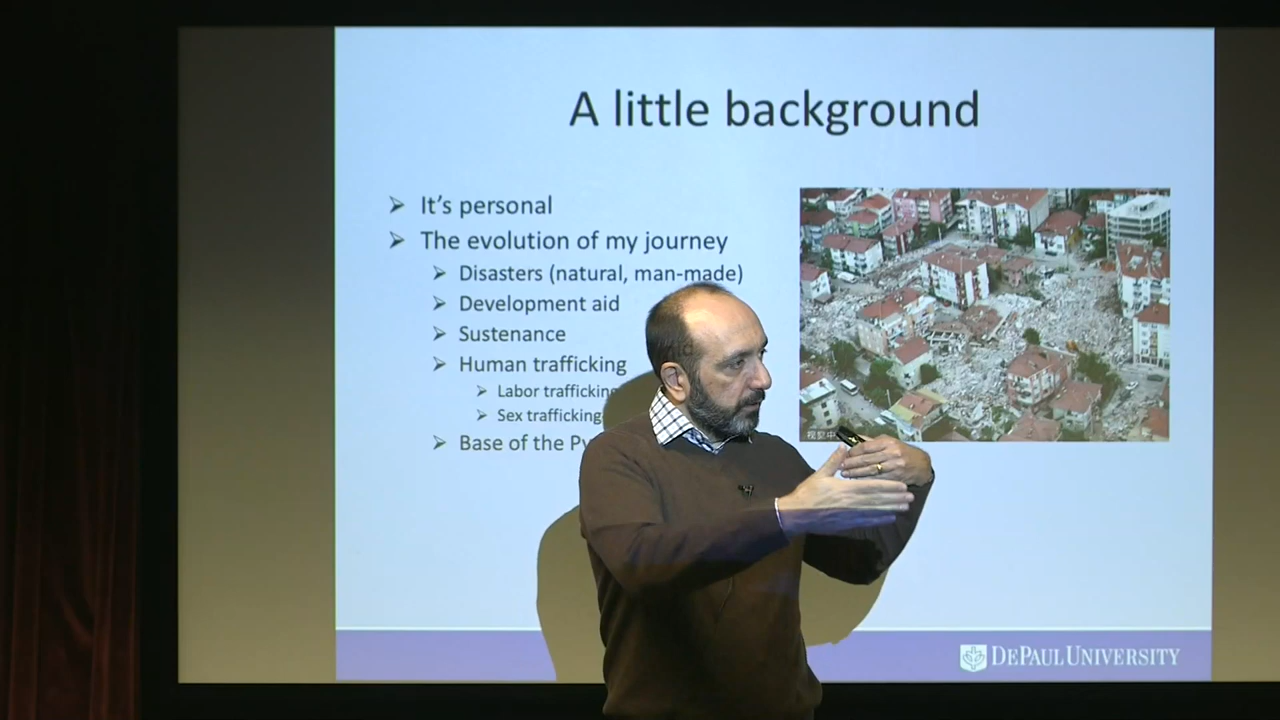 A little background
It's personal
The evolution of my journey
Disasters (natural, man-made)
Development aid
Sustenance
Human trafficking
Labor trafficking
Sex trafficking
Base of the
DEPAUL UNIVERSITY